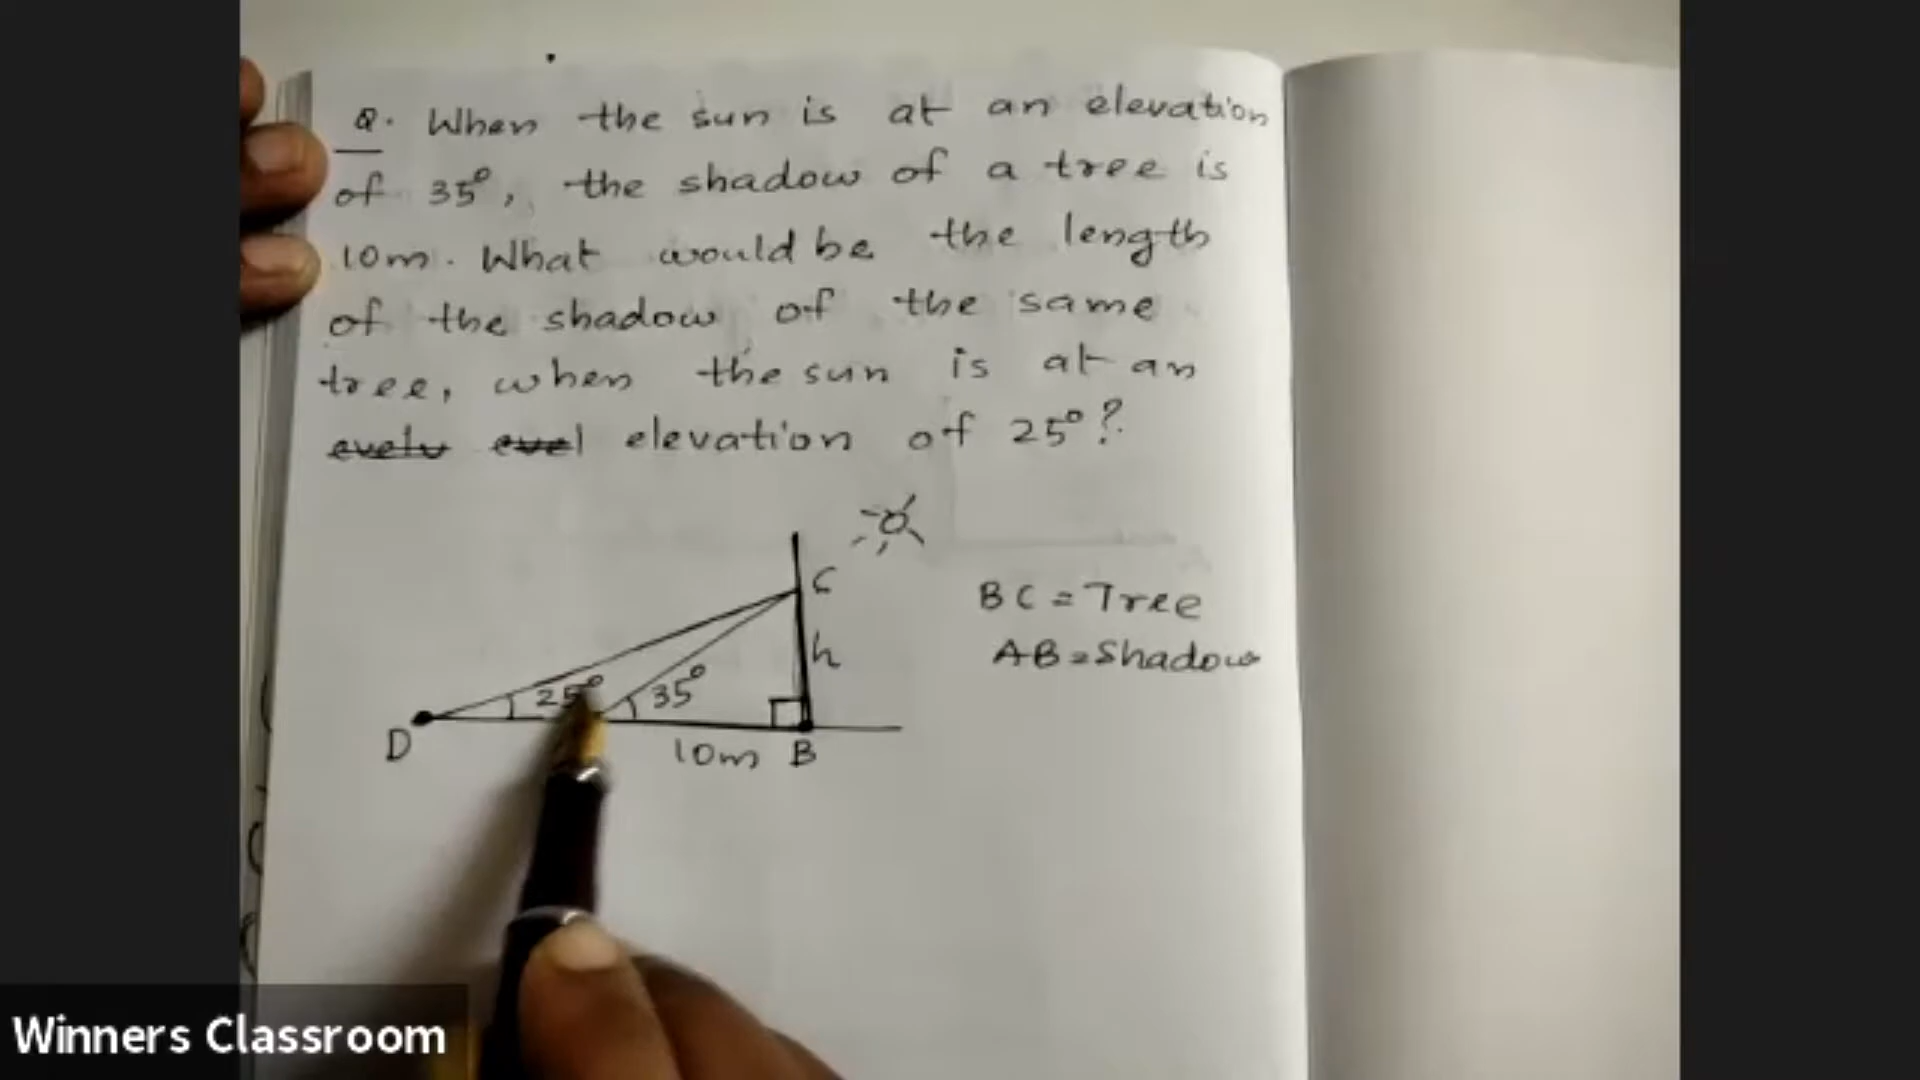 Q. When the sun is at an elevation
of 35°, the shadow of a tree is
10m. What would be the length
of the shadow of the same
tree, when the sun is at an
elevation of 25°?
C
BC = Tree
h
AB = Shadow
25° 35°
D 10m B
Winners Classroom